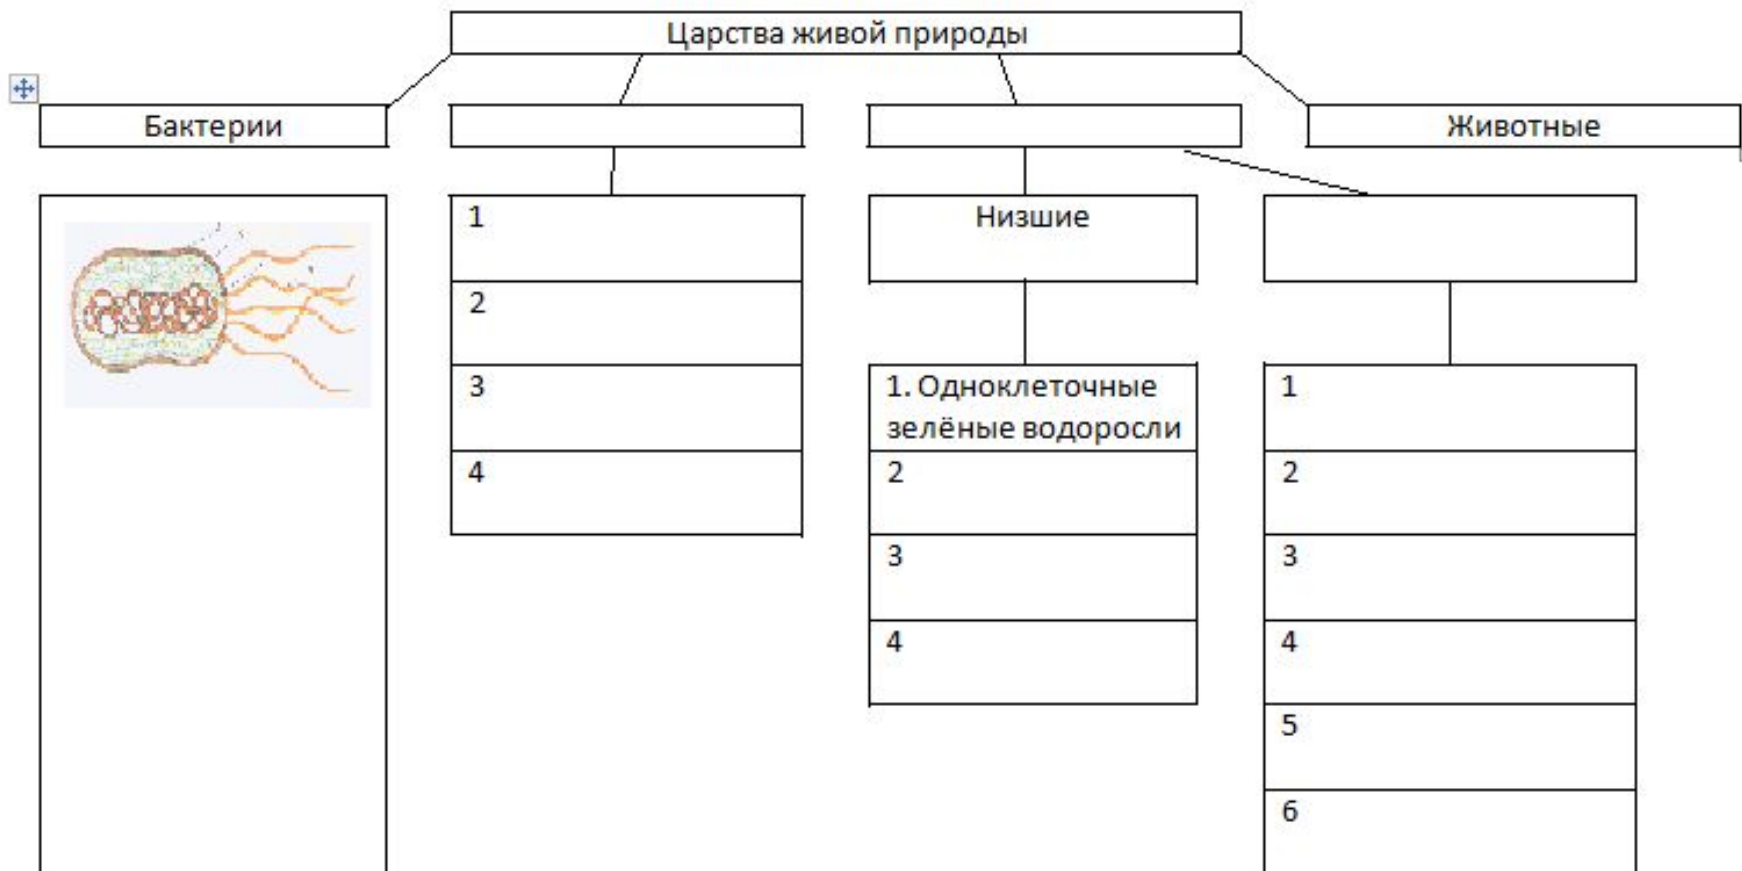 Царства живой природы
Бактерии
Животные
1
2
3
4
Низшие
1. Одноклеточные
зелёные водоросли
2
3
4
1
2
3
4
5
6